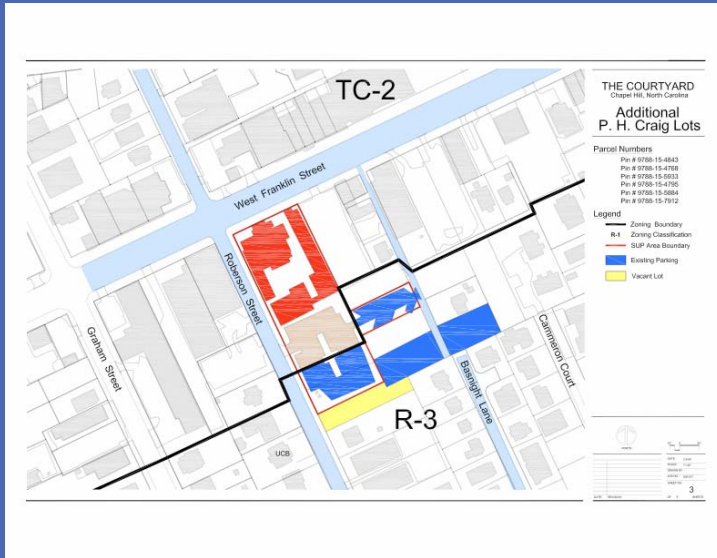 TC-2
West Franklin Street
Roberson Street
Graham Street
Cammeron Court
Basnight Lane
R-3
UCB
THE COURTYARD
Chapel Hill, North Carolina
Additional
P. H. Craig Lots
Parcel Numbers
Pin # 9788-15-4843
Pin # 9788-15-4768
Pin # 9788-15-5933
Pin # 9788-15-4795
Pin # 9788-15-5884
Pin # 9788-15-7912
Legend
Zoning Boundary
R-1 Zoning Classification
SUP Area Boundary
Existing Parking
Vacant Lot
3